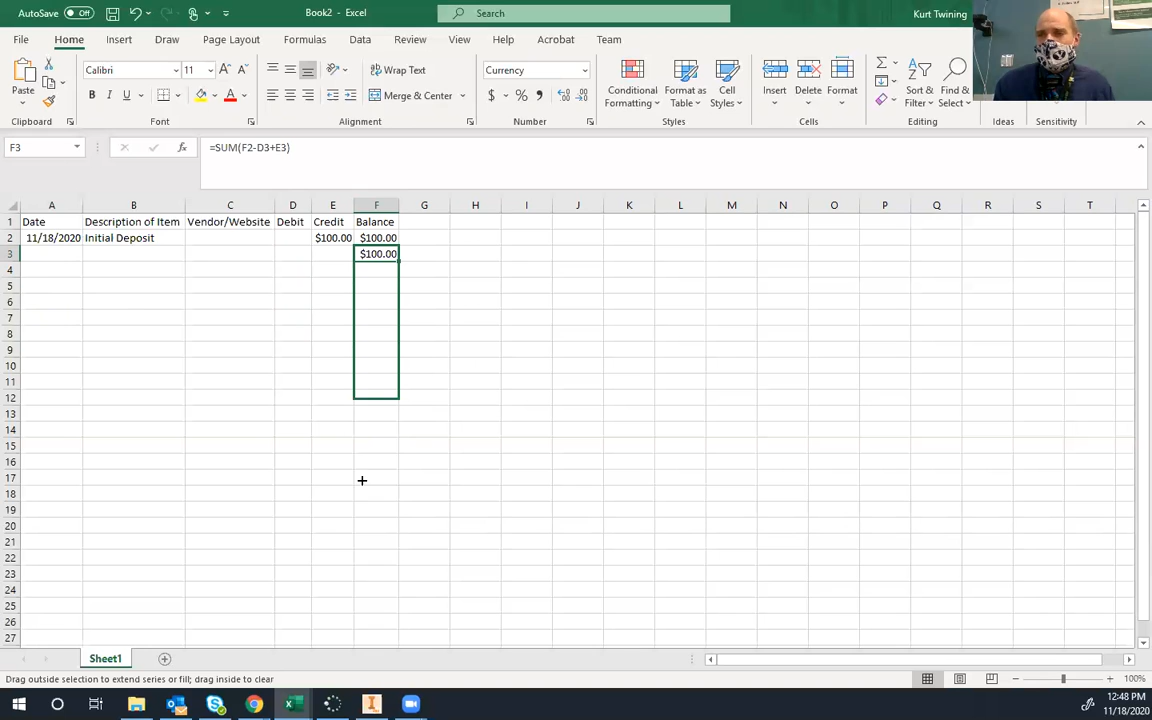 AutoSave Off Book2 - Excel Search Kurt Twining
File Home Insert Draw Page Layout Formulas Data Review View Help Acrobat Team
Paste Calibri 11 A A Wrap Text Currency Conditional Formatting Format as Table Cell Styles Insert Delete Format Sort & Filter Find & Select Ideas Sensitivity
B I U A Merge & Center $ % ,
Clipboard Font Alignment Number Styles Cells Editing Ideas Sensitivity
F3 fx =SUM(F2-D3+E3)
A B C D E F G H I J K L M N O P Q R S T
1 Date Description of Item Vendor/Website Debit Credit Balance
2 11/18/2020 Initial Deposit $100.00 $100.00
3 $100.00
4
5
6
7
8
9
10
11
12
13
14
15
16
17
18
19
20
21
22
23
24
25
26
27
Sheet1
Drag outside selection to extend series or fill; drag inside to clear 100%
12:48 PM
11/18/2020